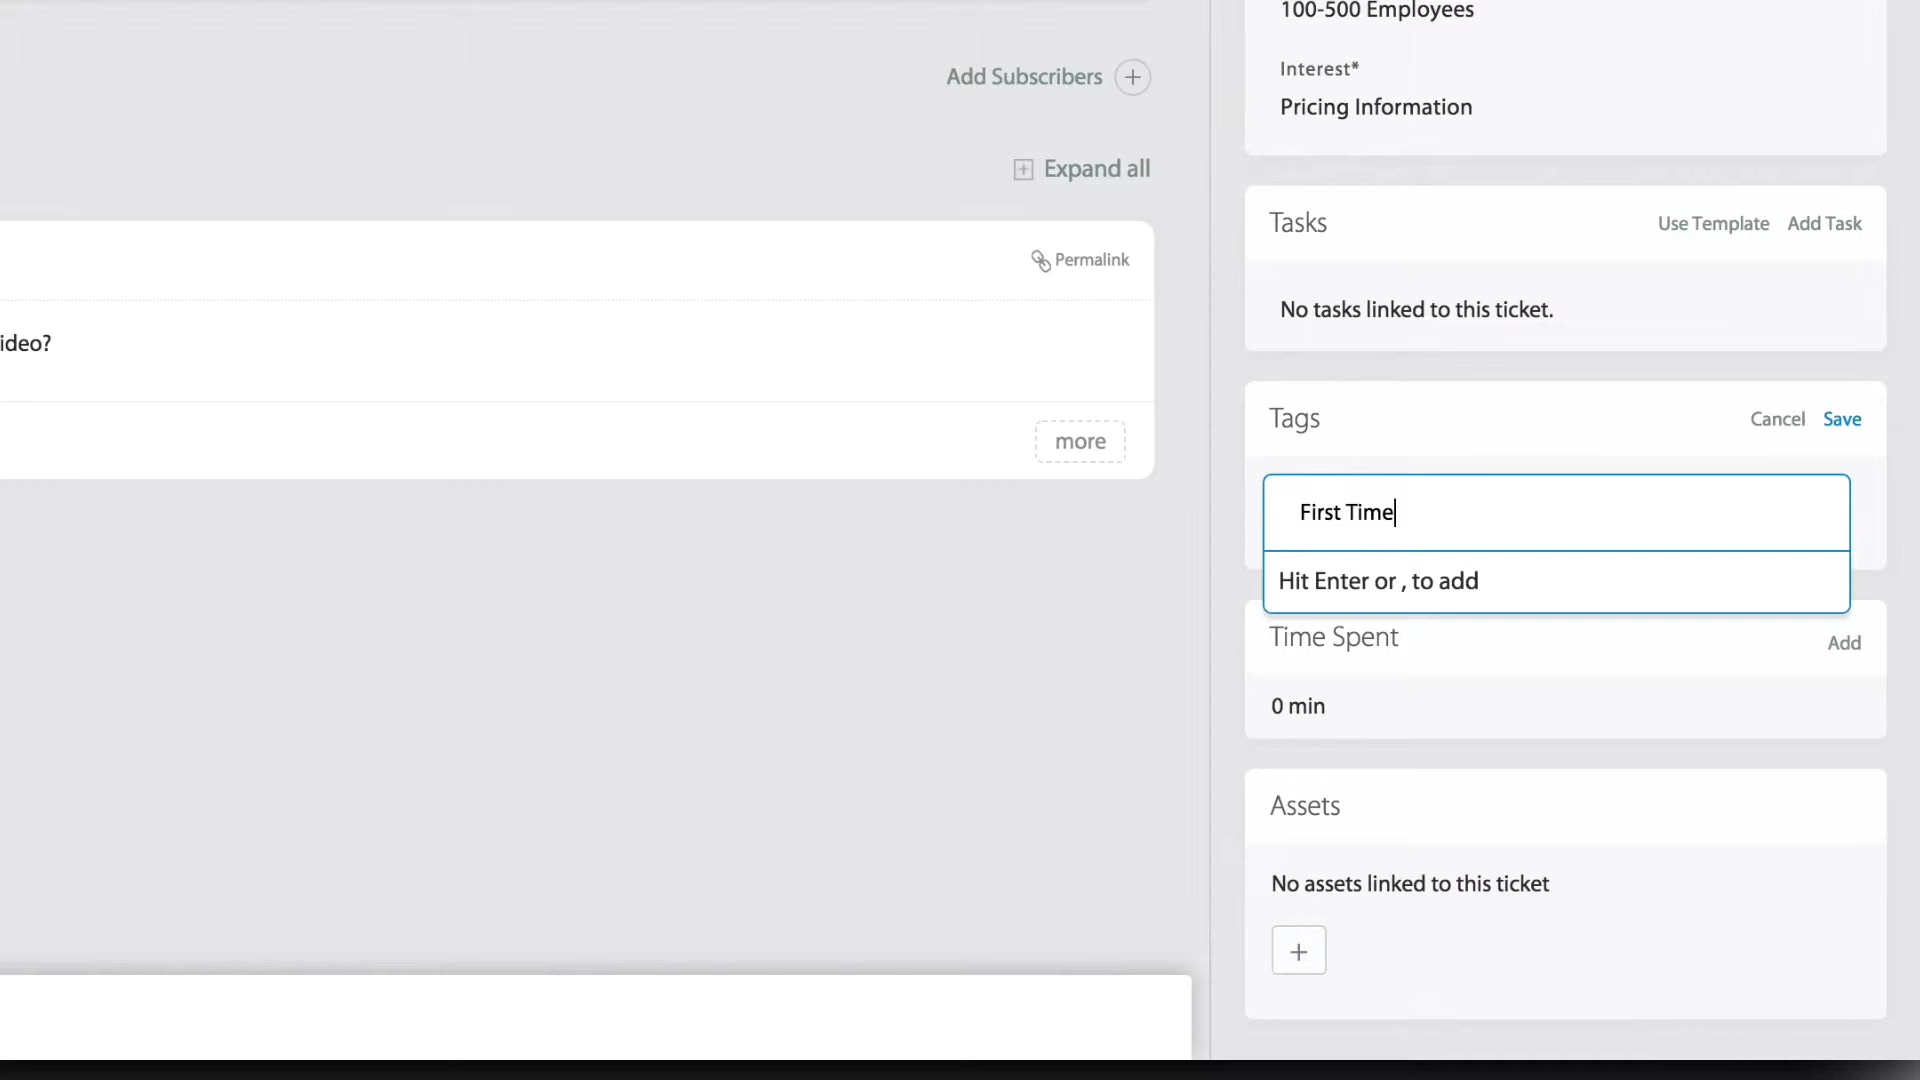 100-500 Employees
Interest*
Pricing Information
Add Subscribers
Expand all
Permalink
ideo?
more
Tasks
Use Template Add Task
No tasks linked to this ticket.
Tags
Cancel Save
First Time
Hit Enter or , to add
Time Spent
Add
0 min
Assets
No assets linked to this ticket